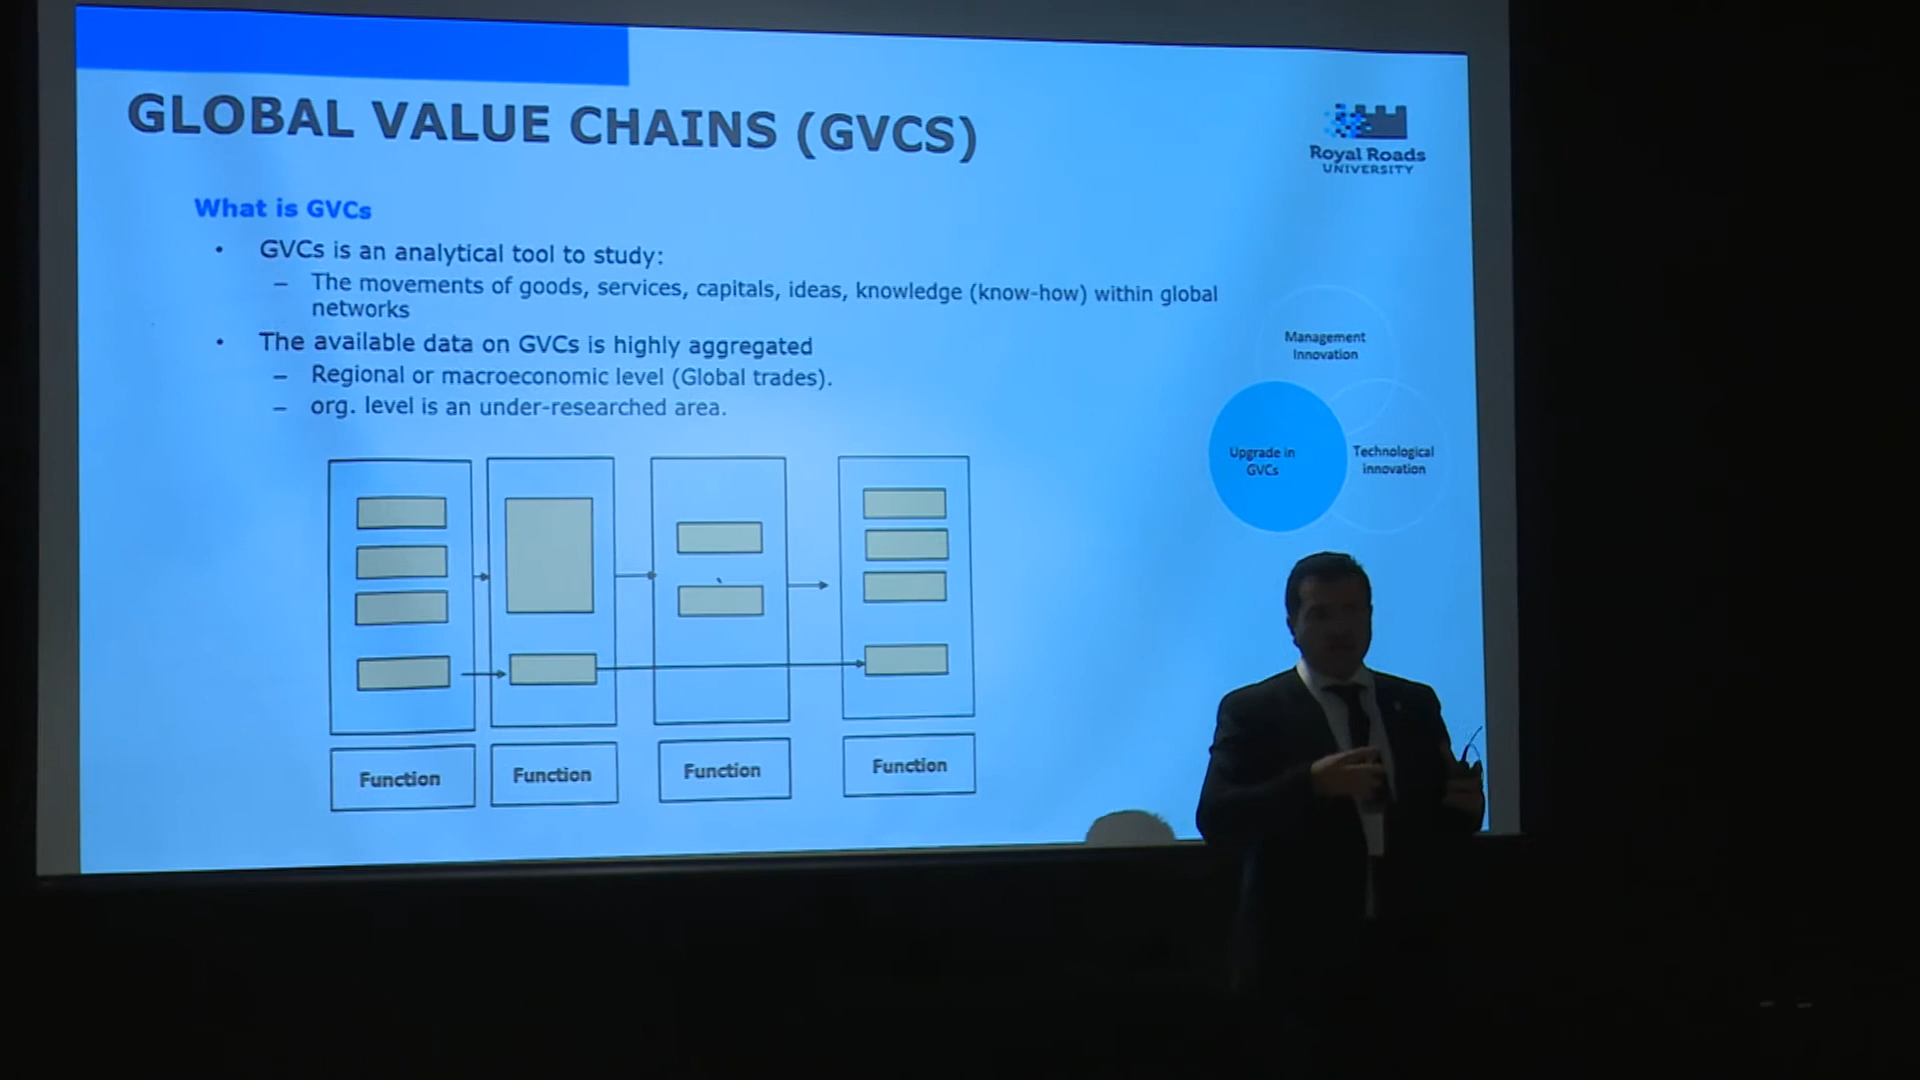 GLOBAL VALUE CHAINS (GVCS)
Royal Roads
UNIVERSITY
What is GVCs
• GVCs is an analytical tool to study:
– The movements of goods, services, capitals, ideas, knowledge (know-how) within global
networks
• The available data on GVCs is highly aggregated
– Regional or macroeconomic level (Global trades).
– org. level is an under-researched area.
Management
Innovation
Upgrade in
GVCs
Technological
innovation
Function
Function
Function
Function